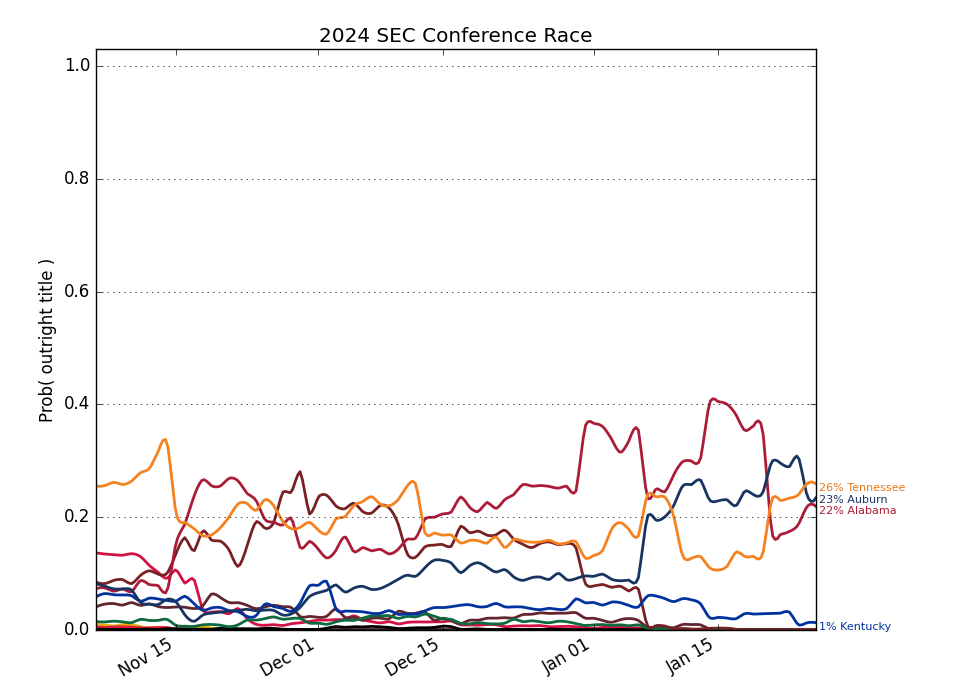 2024 SEC Conference Race
1.0
0.8
0.6
0.4
0.2
0.0
Prob( outright title )
26% Tennessee
23% Auburn
22% Alabama
1% Kentucky
Nov 15
Dec 01
Dec 15
Jan 01
Jan 15